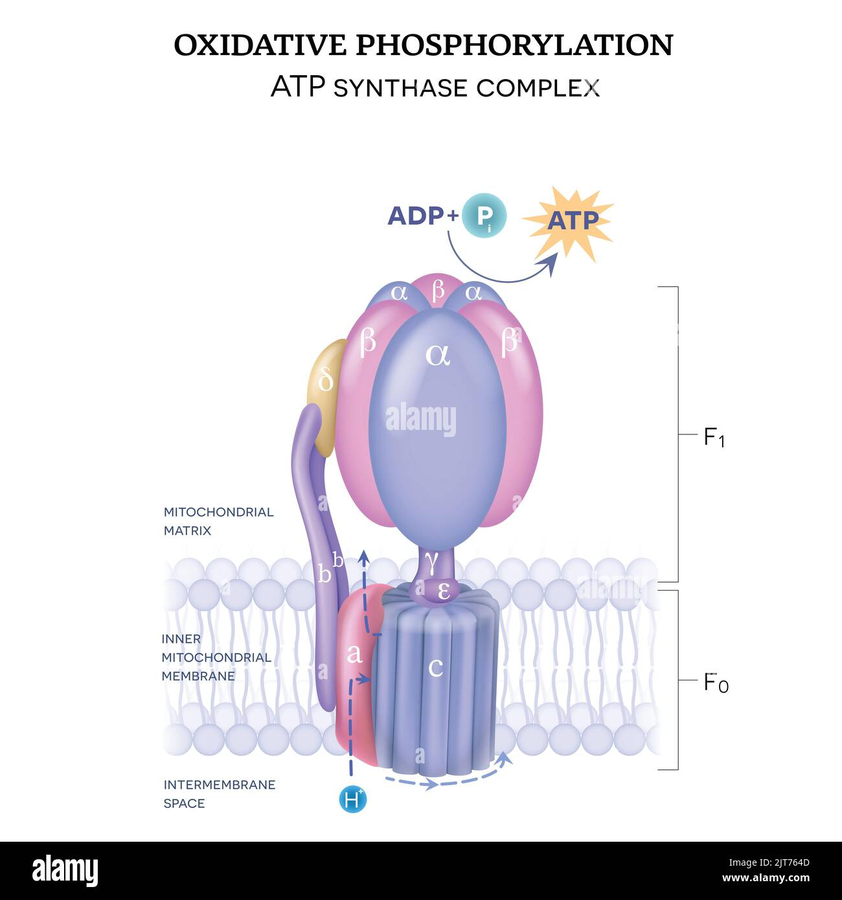 OXIDATIVE PHOSPHORYLATION
ATP SYNTHASE COMPLEX
ADP+ Pi ATP
α β α
β α β
δ
alamy
F1
MITOCHONDRIAL
MATRIX
b b
γ
ε
alamy
INNER
MITOCHONDRIAL
MEMBRANE
a
c
F0
INTERMEMBRANE
SPACE
H+
alamy
Image ID: 2JT764D
www.alamy.com